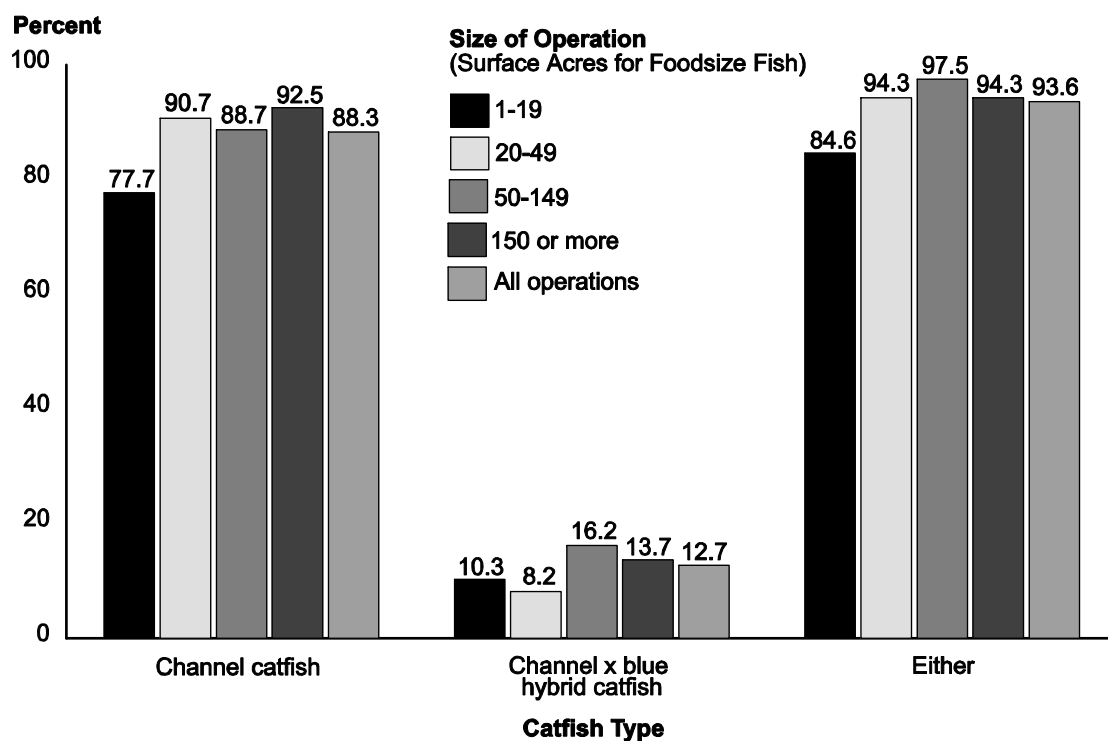 Percent
Size of Operation
(Surface Acres for Foodsize Fish)
1-19
20-49
50-149
150 or more
All operations
100
80
60
40
20
0
77.7
90.7
88.7
92.5
88.3
10.3
8.2
16.2
13.7
12.7
84.6
94.3
97.5
94.3
93.6
Channel catfish
Channel x blue
hybrid catfish
Either
Catfish Type